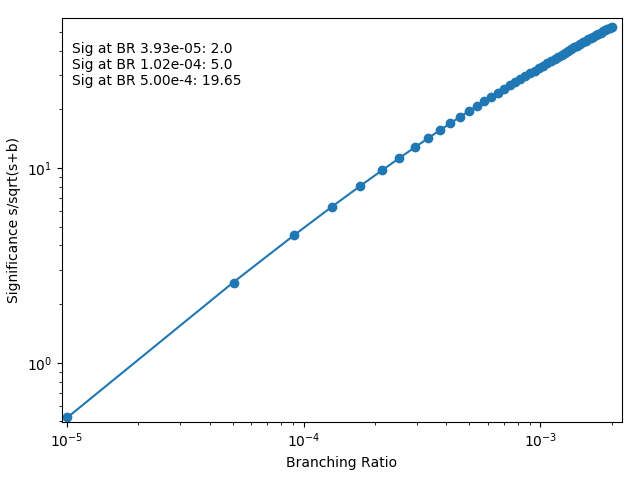 Sig at BR 3.93e-05: 2.0
Sig at BR 1.02e-04: 5.0
Sig at BR 5.00e-4: 19.65
Significance s/sqrt(s+b)
10¹
10⁰
10⁻⁵
10⁻⁴
10⁻³
Branching Ratio